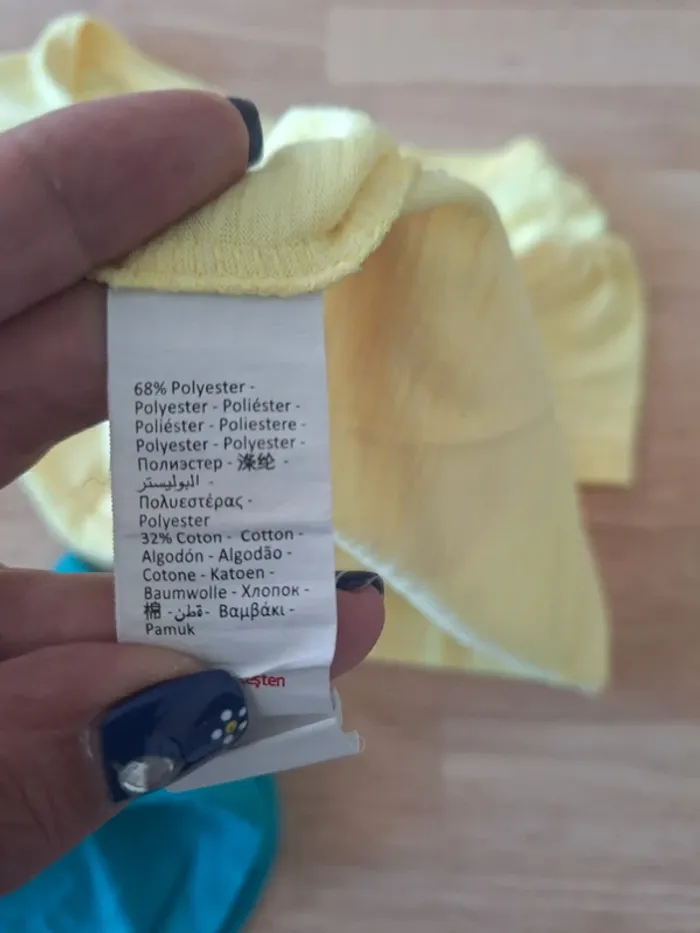 68% Polyester -
Polyester - Poliéster -
Poliéster - Poliestere -
Polyester - Polyester -
Полиэстер - 涤纶 -
البوليستر -
Πολυεστέρας -
Polyester
32% Coton - Cotton -
Algodón - Algodão -
Cotone - Katoen -
Baumwolle - Хлопок -
棉 - قطن - Βαμβάκι -
Pamuk